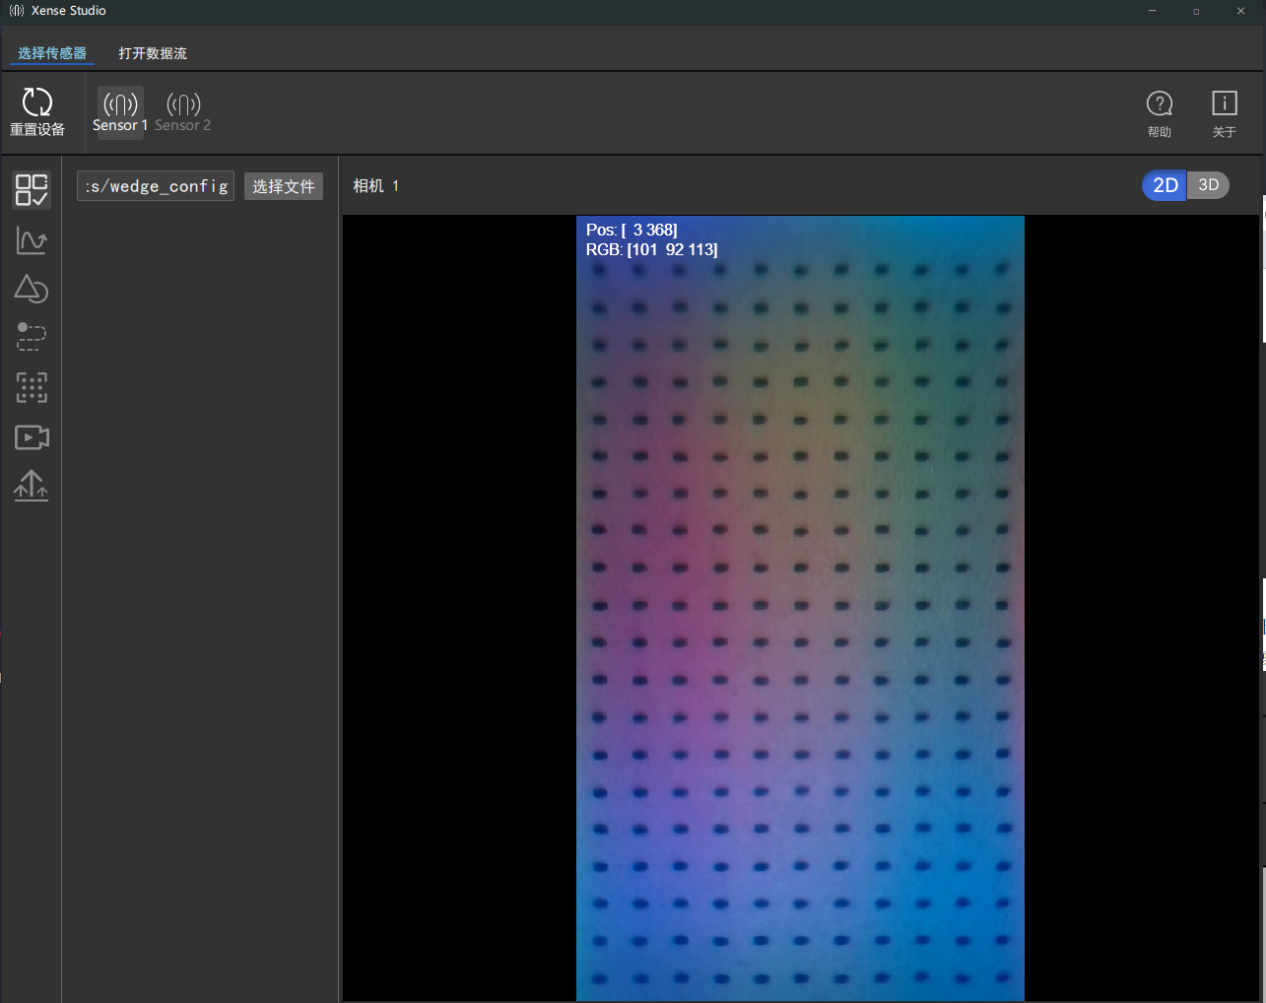 Xense Studio
选择传感器 打开数据流
重置设备 Sensor 1 Sensor 2 帮助 关于
:s/wedge_config 选择文件 相机 1 2D 3D
Pos: [  3 368]
RGB: [101  92 113]